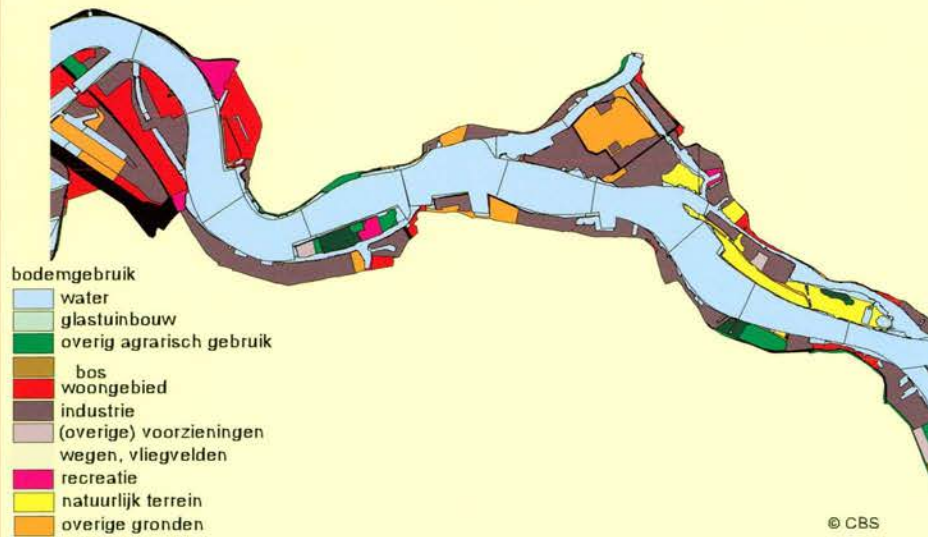 bodemgebruik
water
glastuinbouw
overig agrarisch gebruik
bos
woongebied
industrie
(overige) voorzieningen
wegen, vliegvelden
recreatie
natuurlijk terrein
overige gronden
© CBS